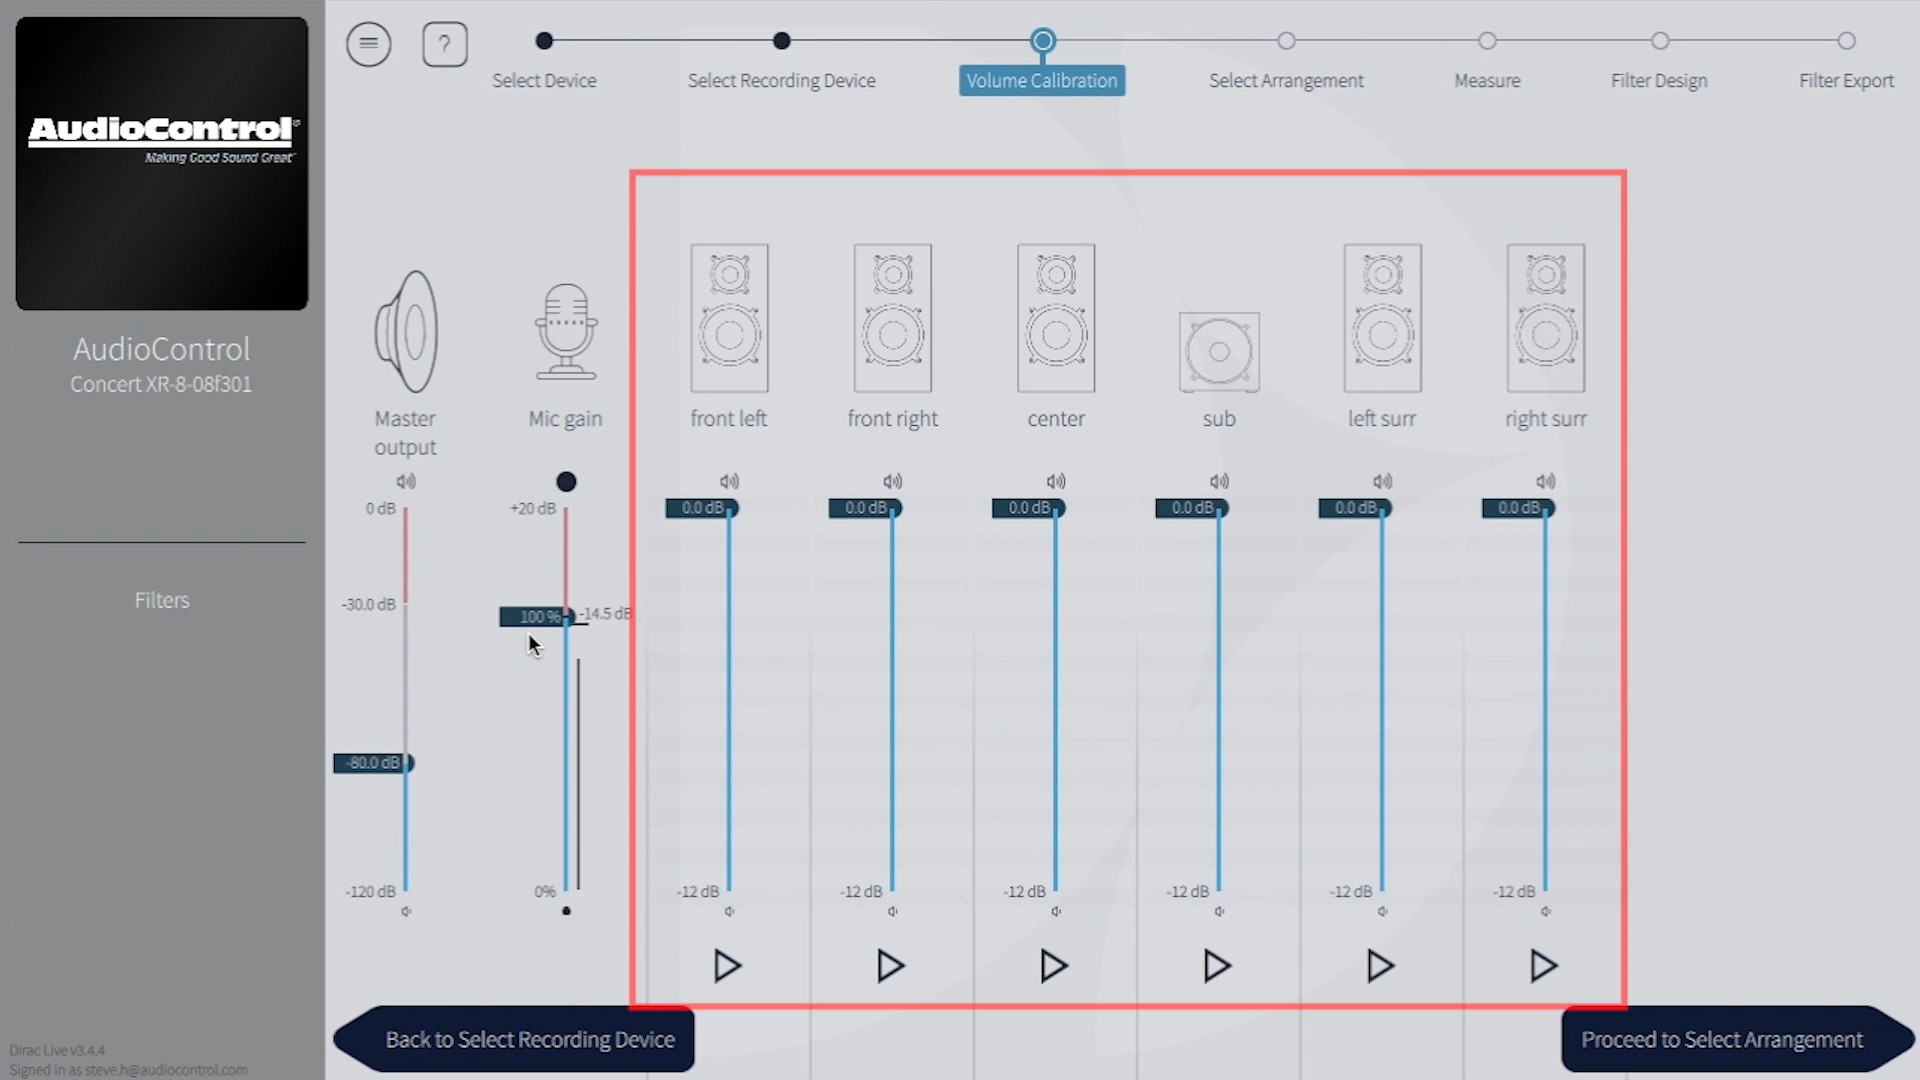 AudioControl®
Making Good Sound Great™
AudioControl
Concert XR-8-08f301
Filters
Dirac Live v3.4.4
Signed in as steve.h@audiocontrol.com
?
Select Device
Select Recording Device
Volume Calibration
Select Arrangement
Measure
Filter Design
Filter Export
Master
output
Mic gain
front left
front right
center
sub
left surr
right surr
0 dB
+20 dB
0.0 dB
0.0 dB
0.0 dB
0.0 dB
0.0 dB
0.0 dB
-30.0 dB
100 %
-14.5 dB
-80.0 dB
-120 dB
0%
-12 dB
-12 dB
-12 dB
-12 dB
-12 dB
-12 dB
Back to Select Recording Device
Proceed to Select Arrangement